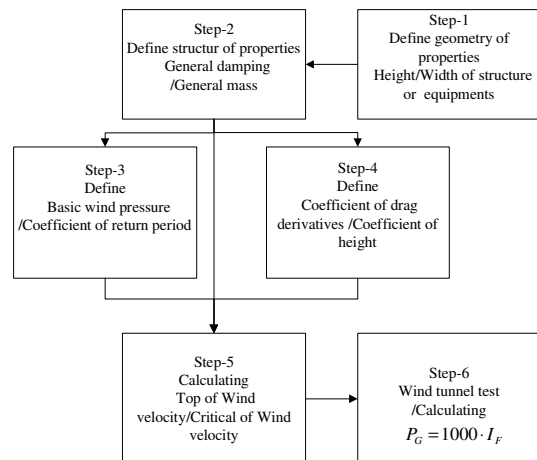 Step-2
Define structur of properties
General damping
/General mass
Step-1
Define geometry of
properties
Height/Width of structure
or equipments
Step-3
Define
Basic wind pressure
/Coefficient of return period
Step-4
Define
Coefficient of drag
derivatives /Coefficient of
height
Step-5
Calculating
Top of Wind
velocity/Critical of Wind
velocity
Step-6
Wind tunnel test
/Calculating
P_G = 1000 · I_F